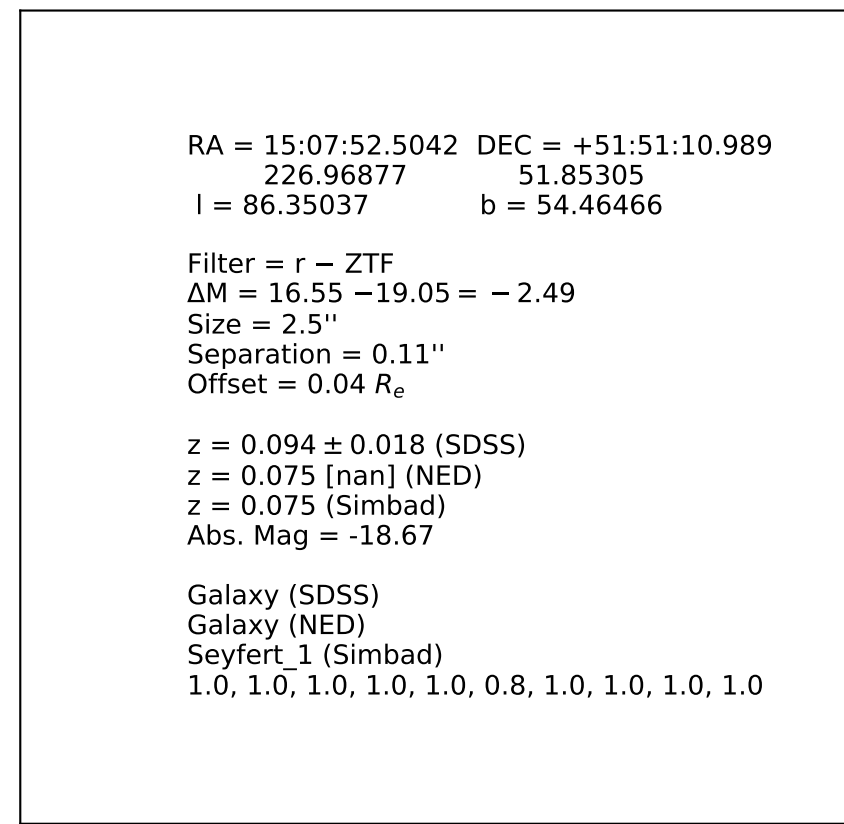 RA = 15:07:52.5042  DEC = +51:51:10.989
226.96877  51.85305
l = 86.35037  b = 54.46466
Filter = r − ZTF
ΔM = 16.55 −19.05 = − 2.49
Size = 2.5''
Separation = 0.11''
Offset = 0.04 Rₑ
z = 0.094 ± 0.018 (SDSS)
z = 0.075 [nan] (NED)
z = 0.075 (Simbad)
Abs. Mag = -18.67
Galaxy (SDSS)
Galaxy (NED)
Seyfert_1 (Simbad)
1.0, 1.0, 1.0, 1.0, 1.0, 0.8, 1.0, 1.0, 1.0, 1.0